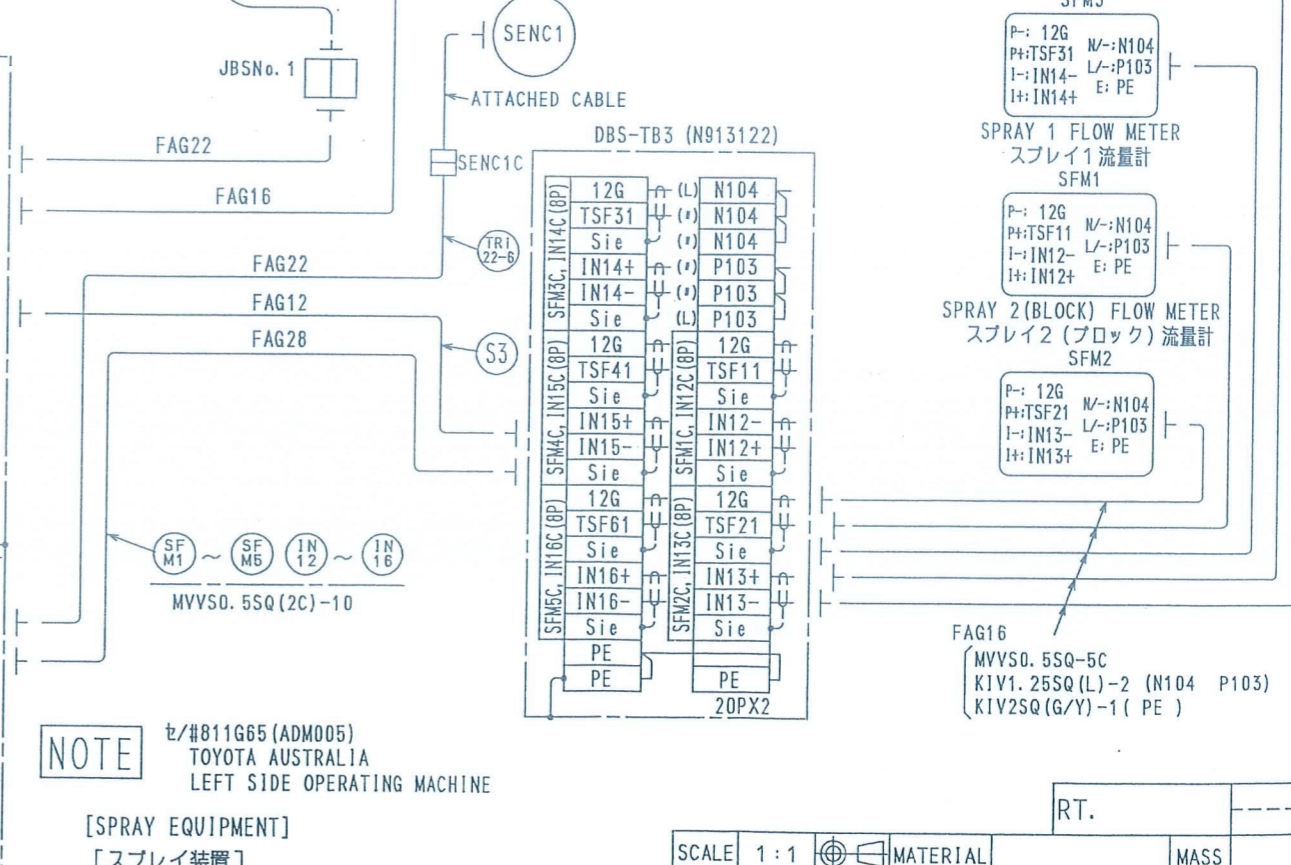 SENC1
JBSNo. 1
ATTACHED CABLE
FAG22
SENC1C
FAG16
TRi
22-6
FAG22
FAG12
S3
FAG28
SF
M1
~
SF
M5
IN
12
~
IN
16
MVVS0. 5SQ(2C)-10
DBS-TB3 (N913122)
SFM3C, IN14C(8P)
12G
TSF31
Sie
IN14+
IN14-
Sie
SFM4C, IN15C(8P)
12G
TSF41
Sie
IN15+
IN15-
Sie
SFM5C, IN16C(8P)
12G
TSF61
Sie
IN16+
IN16-
Sie
PE
PE
(L) N104
(〃) N104
(〃) N104
(〃) P103
(〃) P103
(L) P103
SFM1C, IN12C(8P)
12G
TSF11
Sie
IN12-
IN12+
Sie
SFM2C, IN13C(8P)
12G
TSF21
Sie
IN13+
IN13-
Sie
PE
20PX2
SFM3
P-: 12G
P+:TSF31
I-:IN14-
I+:IN14+
N/-:N104
L/-:P103
E: PE
SPRAY 1 FLOW METER
スプレイ1流量計
SFM1
P-: 12G
P+:TSF11
I-:IN12-
I+:IN12+
N/-:N104
L/-:P103
E: PE
SPRAY 2(BLOCK) FLOW METER
スプレイ2 (ブロック) 流量計
SFM2
P-: 12G
P+:TSF21
I-:IN13-
I+:IN13+
N/-:N104
L/-:P103
E: PE
FAG16
MVVS0. 5SQ-5C
KIV1. 25SQ(L)-2 (N104 P103)
KIV2SQ(G/Y)-1( PE )
NOTE
セ/#811G65(ADM005)
TOYOTA AUSTRALIA
LEFT SIDE OPERATING MACHINE
[SPRAY EQUIPMENT]
[スプレイ装置]
RT.
SCALE 1 : 1 MATERIAL MASS